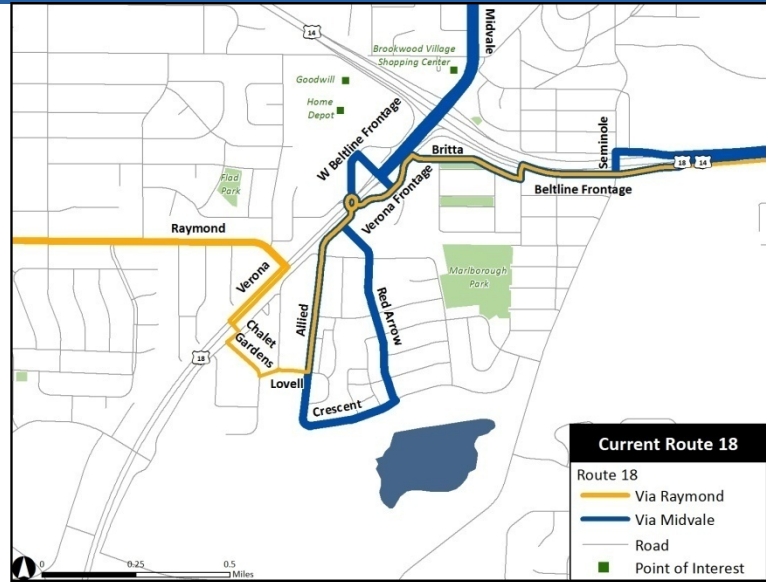 14
Midvale
Brookwood Village
Shopping Center
Goodwill
Home
Depot
W Beltline Frontage
Britta
Seminole
18 14
Beltline Frontage
Flad
Park
Verona Frontage
Raymond
Marlborough
Park
Verona
Red Arrow
Chalet
Gardens
Allied
18
Lovell
Crescent
Current Route 18
Route 18
Via Raymond
Via Midvale
Road
Point of Interest
0 0.25 0.5
Miles